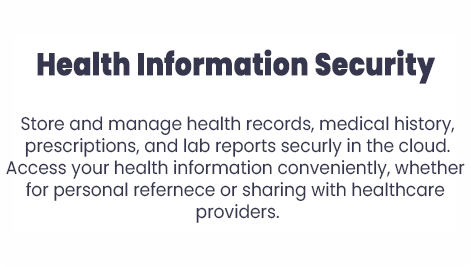 Health Information Security
Store and manage health records, medical history,
prescriptions, and lab reports securly in the cloud.
Access your health information conveniently, whether
for personal refernece or sharing with healthcare
providers.